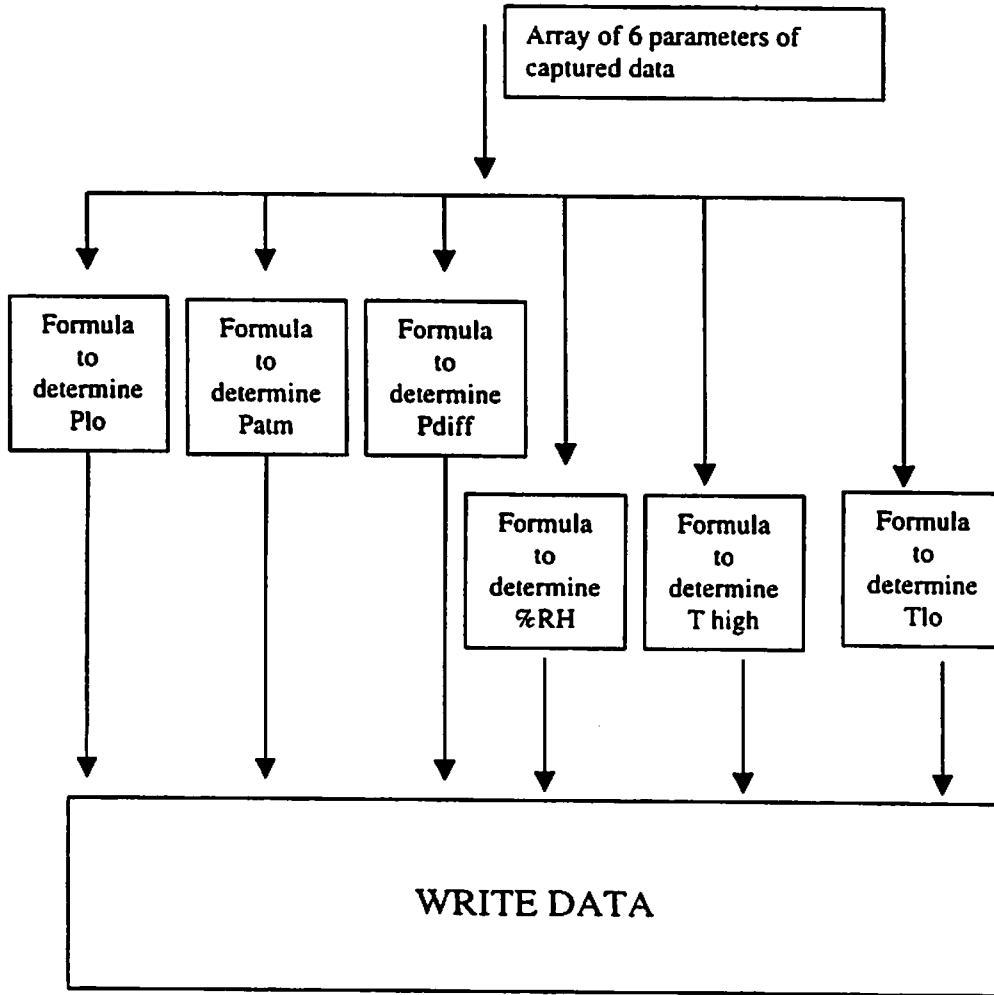 Array of 6 parameters of
captured data
Formula
to
determine
Plo
Formula
to
determine
Patm
Formula
to
determine
Pdiff
Formula
to
determine
%RH
Formula
to
determine
T high
Formula
to
determine
Tlo
WRITE DATA